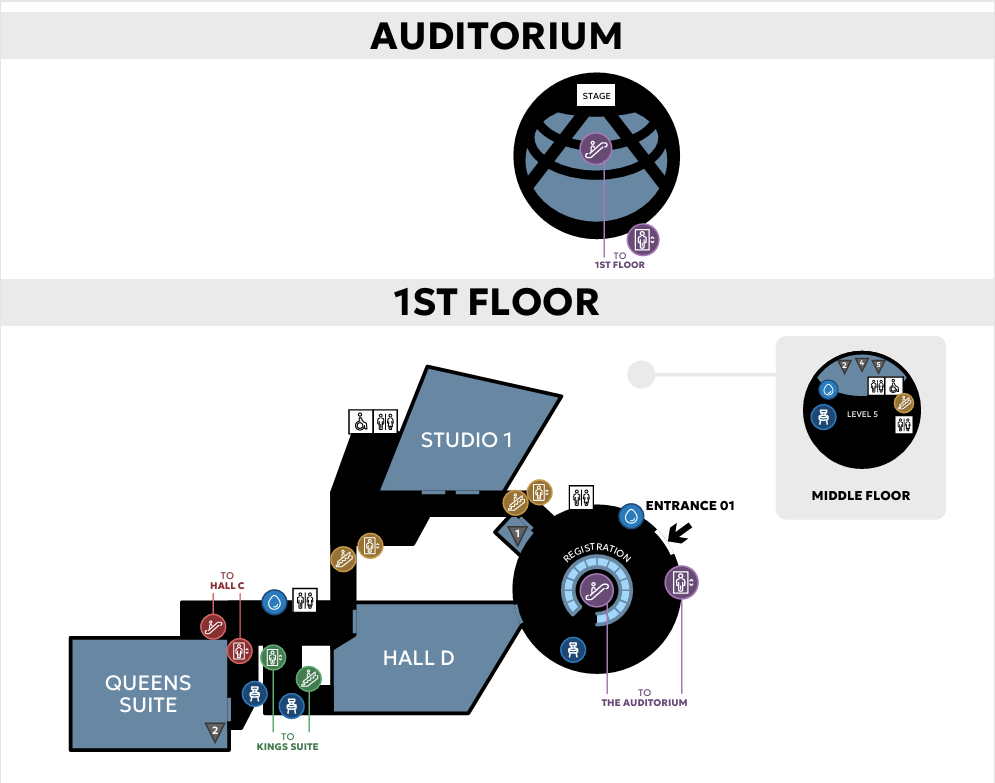 AUDITORIUM
STAGE
TO
1ST FLOOR
1ST FLOOR
2
4
5
LEVEL 5
MIDDLE FLOOR
STUDIO 1
ENTRANCE 01
1
REGISTRATION
TO
HALL C
HALL D
QUEENS
SUITE
2
TO
KINGS SUITE
TO
THE AUDITORIUM